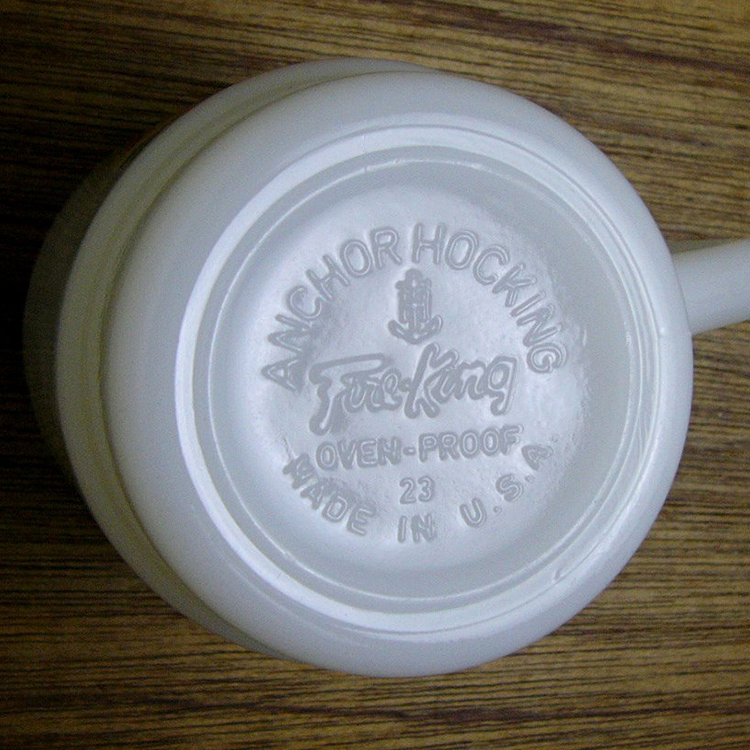 ANCHOR HOCKING
Fire-King
OVEN-PROOF
23
MADE IN U.S.A.